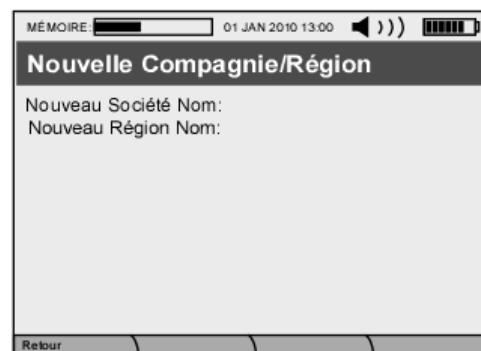 MÉMOIRE: 01 JAN 2010 13:00
Nouvelle Compagnie/Région
Nouveau Société Nom:
Nouveau Région Nom:
Retour